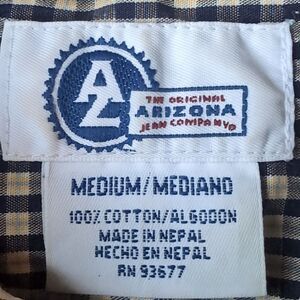 AZ
THE ORIGINAL
ARIZONA
JEAN COMPANY®
MEDIUM/MEDIANO
100% COTTON/ALGODON
MADE IN NEPAL
HECHO EN NEPAL
RN 93677